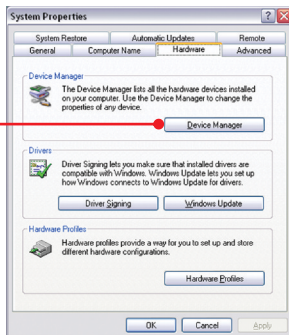 System Properties
System Restore Automatic Updates Remote
General Computer Name Hardware Advanced
Device Manager
The Device Manager lists all the hardware devices installed
on your computer. Use the Device Manager to change the
properties of any device.
Device Manager
Drivers
Driver Signing lets you make sure that installed drivers are
compatible with Windows. Windows Update lets you set up
how Windows connects to Windows Update for drivers.
Driver Signing Windows Update
Hardware Profiles
Hardware profiles provide a way for you to set up and store
different hardware configurations.
Hardware Profiles
OK Cancel Apply